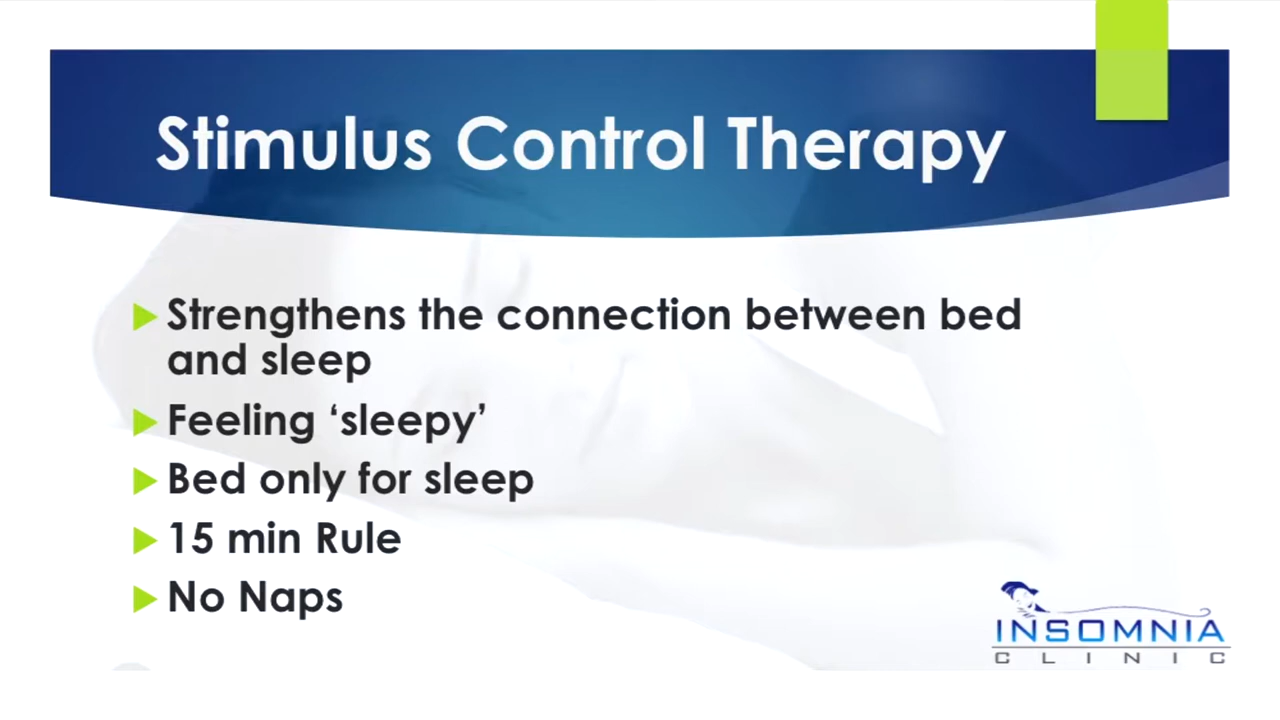 Stimulus Control Therapy
Strengthens the connection between bed
and sleep
Feeling ‘sleepy’
Bed only for sleep
15 min Rule
No Naps
INSOMNIA
CLINIC